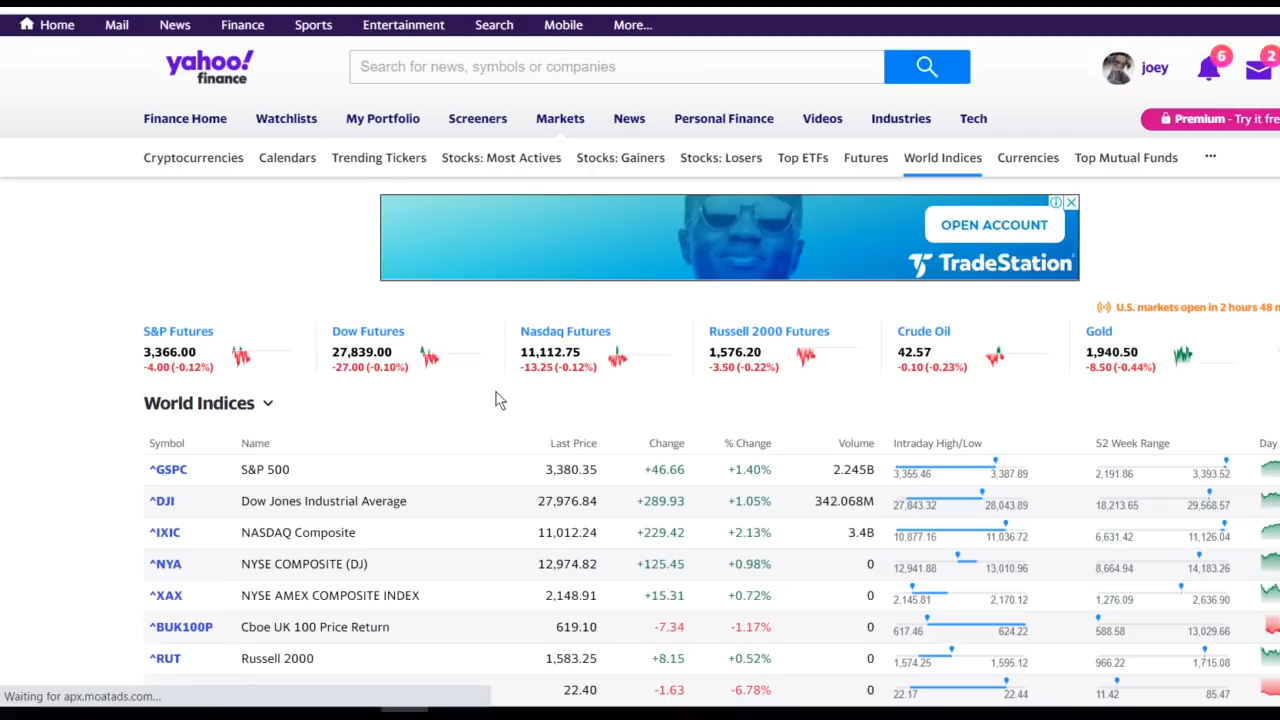 Home Mail News Finance Sports Entertainment Search Mobile More...
yahoo!
finance
Search for news, symbols or companies
joey 6 2
Finance Home Watchlists My Portfolio Screeners Markets News Personal Finance Videos Industries Tech Premium - Try it fre
Cryptocurrencies Calendars Trending Tickers Stocks: Most Actives Stocks: Gainers Stocks: Losers Top ETFs Futures World Indices Currencies Top Mutual Funds ...
OPEN ACCOUNT
TradeStation
U.S. markets open in 2 hours 48 m
S&P Futures Dow Futures Nasdaq Futures Russell 2000 Futures Crude Oil Gold
3,366.00 27,839.00 11,112.75 1,576.20 42.57 1,940.50
-4.00 (-0.12%) -27.00 (-0.10%) -13.25 (-0.12%) -3.50 (-0.22%) -0.10 (-0.23%) -8.50 (-0.44%)
World Indices
Symbol Name Last Price Change % Change Volume Intraday High/Low 52 Week Range Day
^GSPC S&P 500 3,380.35 +46.66 +1.40% 2.245B 3,355.46 3,387.89 2,191.86 3,393.52
^DJI Dow Jones Industrial Average 27,976.84 +289.93 +1.05% 342.068M 27,843.32 28,043.89 18,213.65 29,568.57
^IXIC NASDAQ Composite 11,012.24 +229.42 +2.13% 3.4B 10,877.16 11,036.72 6,631.42 11,126.04
^NYA NYSE COMPOSITE (DJ) 12,974.82 +125.45 +0.98% 0 12,941.88 13,010.96 8,664.94 14,183.26
^XAX NYSE AMEX COMPOSITE INDEX 2,148.91 +15.31 +0.72% 0 2,145.81 2,170.12 1,276.09 2,636.90
^BUK100P Cboe UK 100 Price Return 619.10 -7.34 -1.17% 0 617.46 624.22 588.58 13,029.66
^RUT Russell 2000 1,583.25 +8.15 +0.52% 0 1,574.25 1,595.12 966.22 1,715.08
22.40 -1.63 -6.78% 0 22.17 22.44 11.42 85.47
Waiting for apx.moatads.com...